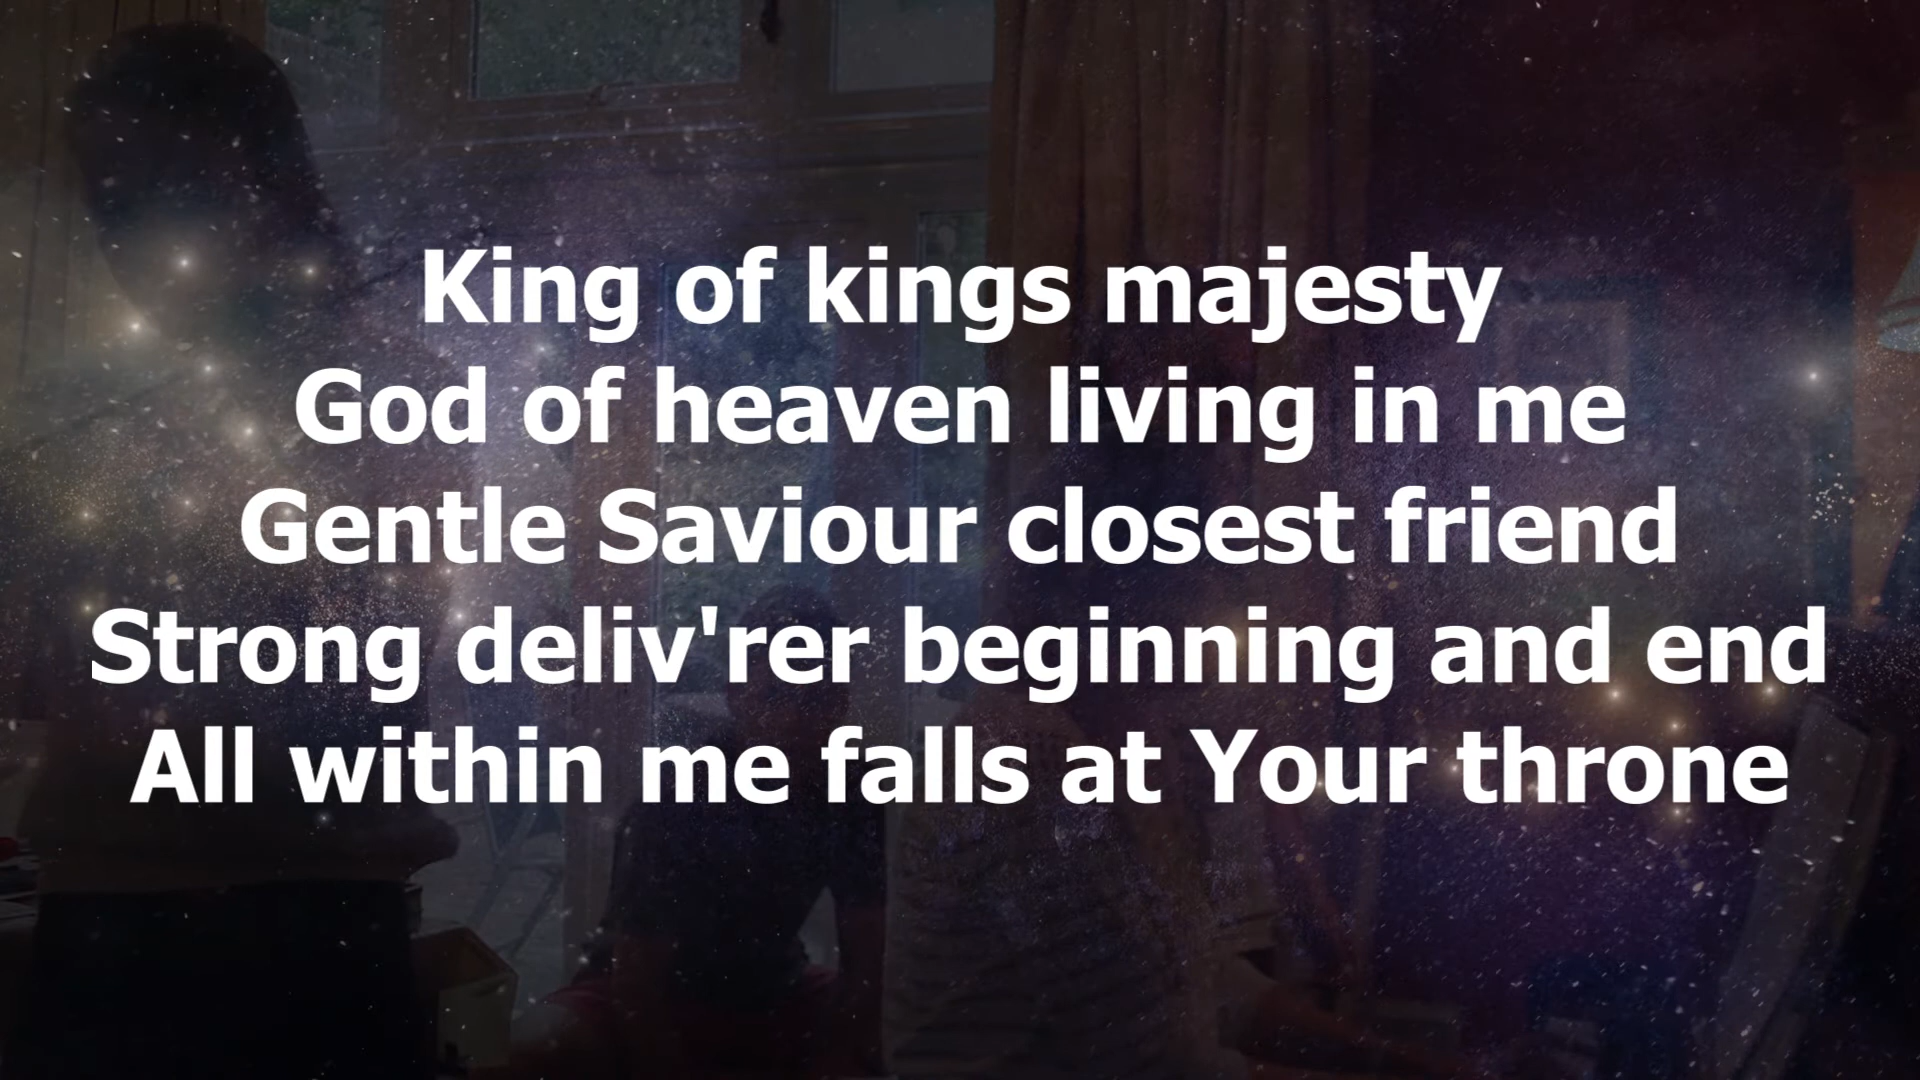 King of kings majesty
God of heaven living in me
Gentle Saviour closest friend
Strong deliv'rer beginning and end
All within me falls at Your throne